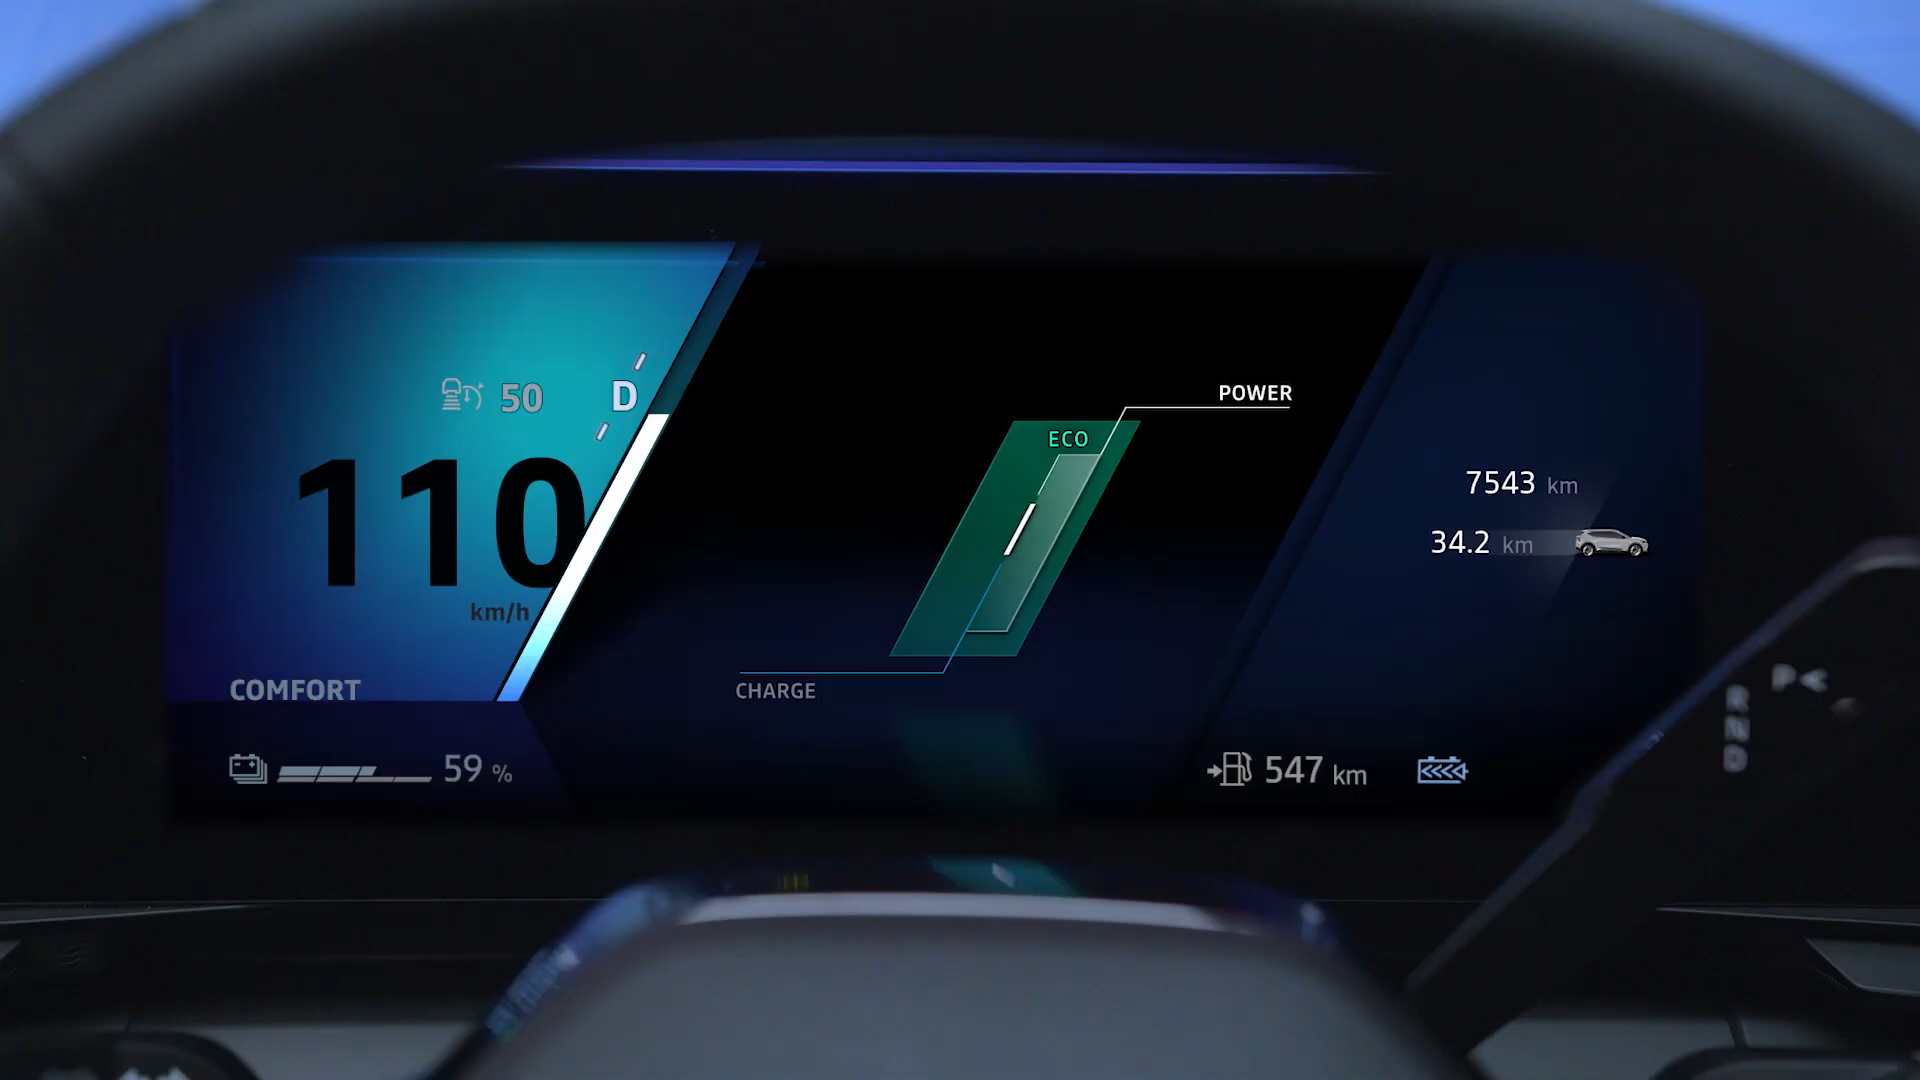 50 D
110
km/h
COMFORT
59 %
POWER
ECO
CHARGE
7543 km
34.2 km
547 km
P
R
N
D